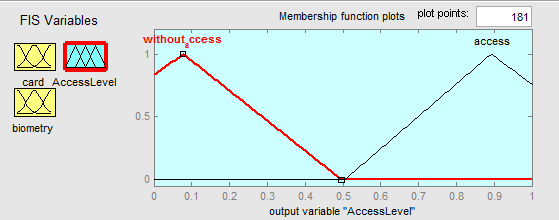 FIS Variables
Membership function plots
plot points:
181
card
AccessLevel
biometry
without_access
access
1
0.5
0
0 0.1 0.2 0.3 0.4 0.5 0.6 0.7 0.8 0.9 1
output variable "AccessLevel"